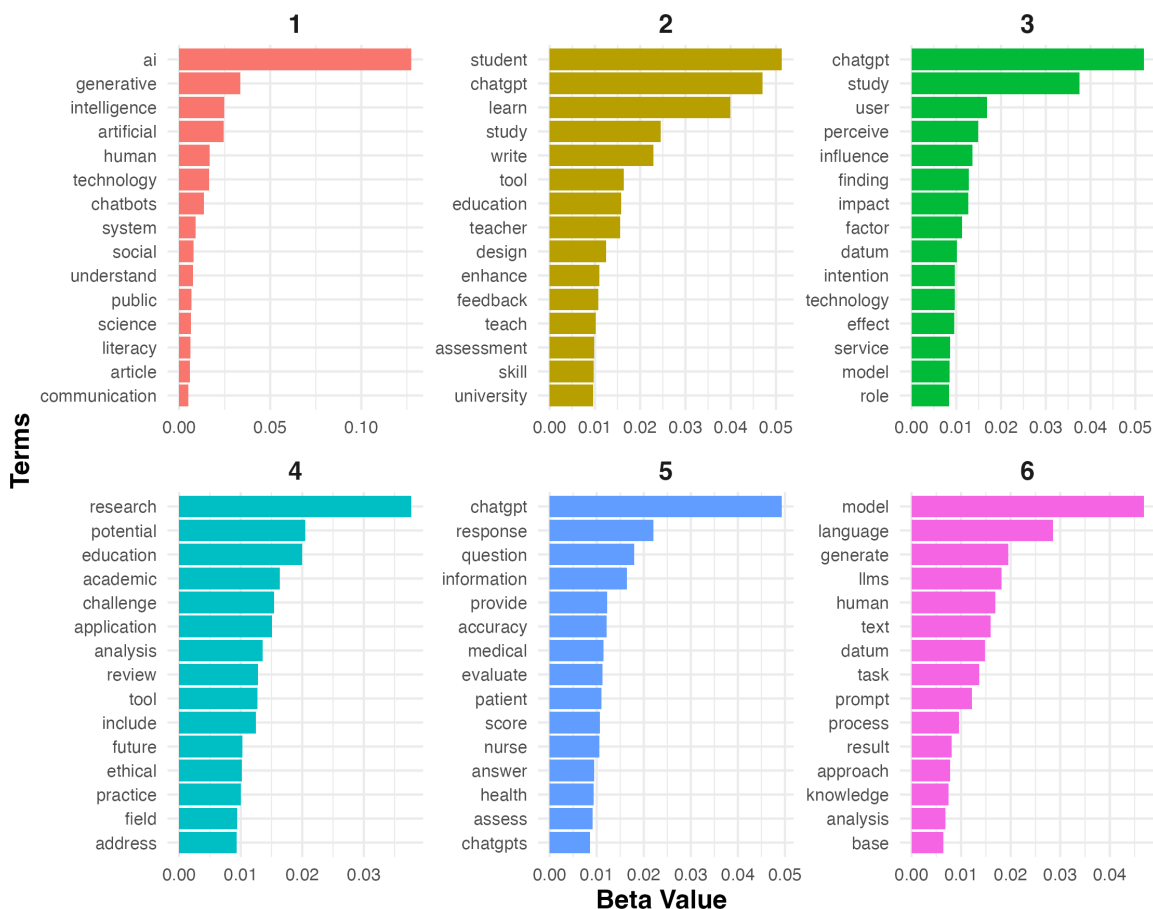 1
2
3
ai
generative
intelligence
artificial
human
technology
chatbots
system
social
understand
public
science
literacy
article
communication
0.00 0.05 0.10
student
chatgpt
learn
study
write
tool
education
teacher
design
enhance
feedback
teach
assessment
skill
university
0.00 0.01 0.02 0.03 0.04 0.05
chatgpt
study
user
perceive
influence
finding
impact
factor
datum
intention
technology
effect
service
model
role
0.00 0.01 0.02 0.03 0.04 0.05
Terms
4
5
6
research
potential
education
academic
challenge
application
analysis
review
tool
include
future
ethical
practice
field
address
0.00 0.01 0.02 0.03
chatgpt
response
question
information
provide
accuracy
medical
evaluate
patient
score
nurse
answer
health
assess
chatgpts
0.00 0.01 0.02 0.03 0.04 0.05
model
language
generate
llms
human
text
datum
task
prompt
process
result
approach
knowledge
analysis
base
0.00 0.01 0.02 0.03 0.04
Beta Value